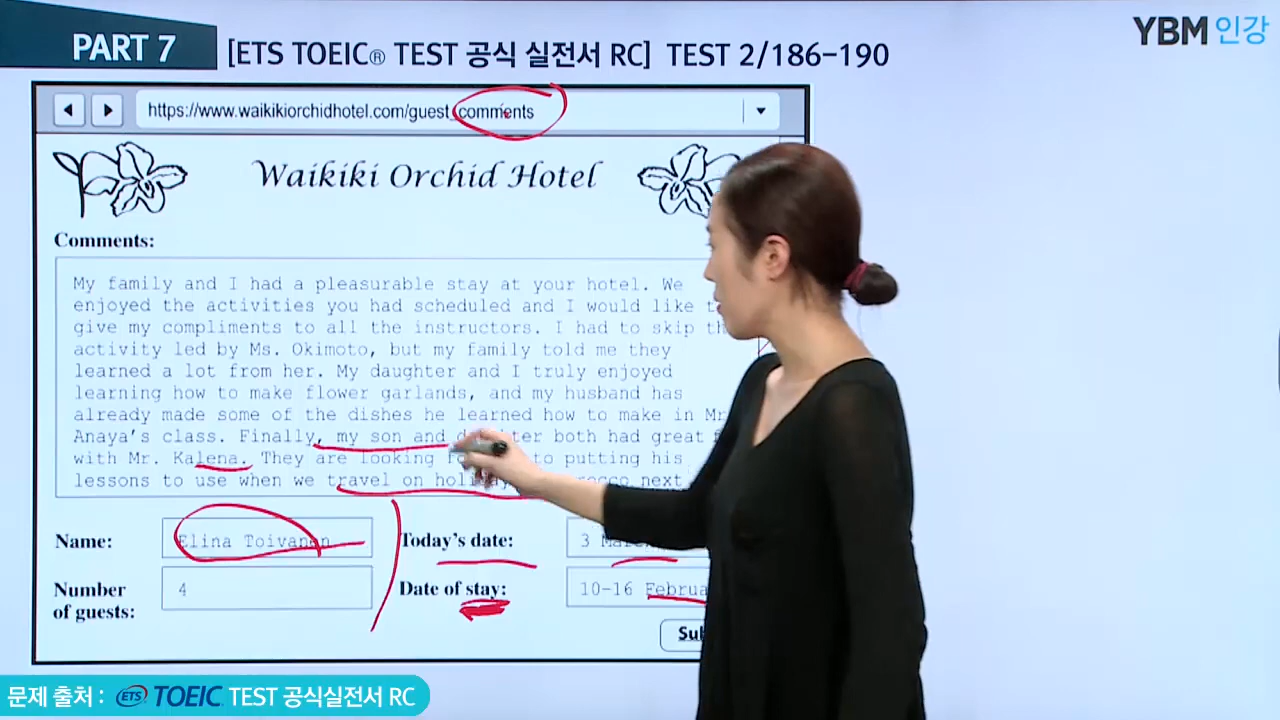 PART 7
[ETS TOEIC® TEST 공식 실전서 RC] TEST 2/186-190
YBM 인강
https://www.waikikiorchidhotel.com/guest_comments
Waikiki Orchid Hotel
Comments:
My family and I had a pleasurable stay at your hotel. We
enjoyed the activities you had scheduled and I would like
give my compliments to all the instructors. I had to skip
activity led by Ms. Okimoto, but my family told me they
learned a lot from her. My daughter and I truly enjoyed
learning how to make flower garlands, and my husband has
already made some of the dishes he learned how to make in
Anaya's class. Finally, my son and daughter both had great
with Mr. Kalena. They are looking to putting his
lessons to use when we travel on next
Name:
Elina Toivanen
Today's date:
3
Number
of guests:
4
Date of stay:
10-16
문제 출처 : ETS TOEIC TEST 공식실전서 RC